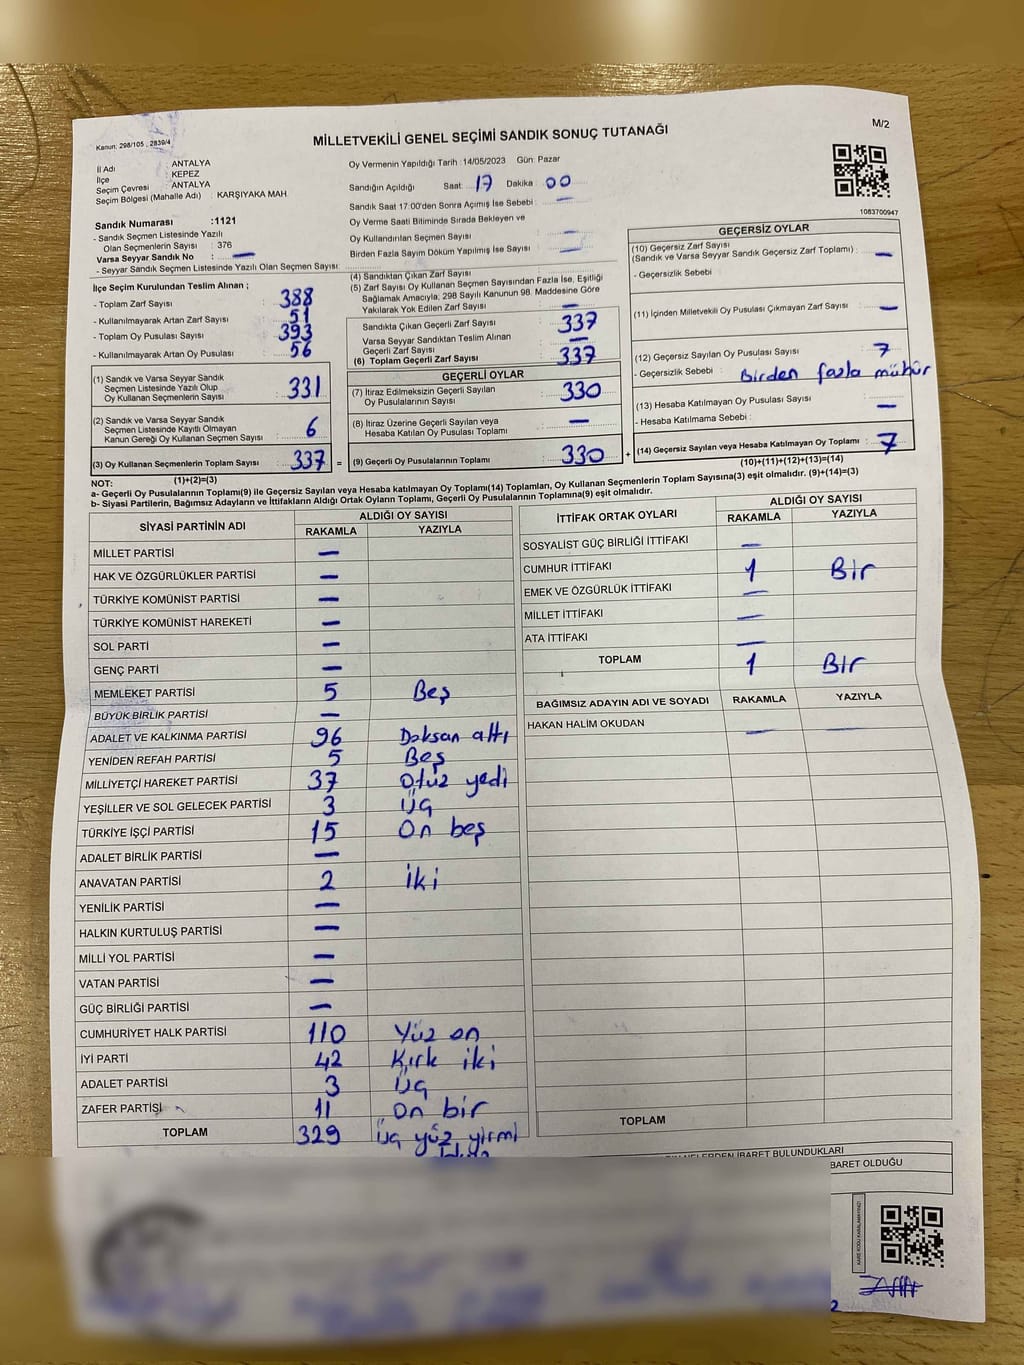 M/2
MİLLETVEKİLİ GENEL SEÇİMİ SANDIK SONUÇ TUTANAĞI
Kanun: 298/105 , 2839/4
İl Adı : ANTALYA
İlçe : KEPEZ
Seçim Çevresi : ANTALYA
Seçim Bölgesi (Mahalle Adı) : KARŞIYAKA MAH
Sandık Numarası :1121
- Sandık Seçmen Listesinde Yazılı
Olan Seçmenlerin Sayısı : 376
Varsa Seyyar Sandık No : —
- Seyyar Sandık Seçmen Listesinde Yazılı Olan Seçmen Sayısı:
İlçe Seçim Kurulundan Teslim Alınan ;
- Toplam Zarf Sayısı : 388
- Kullanılmayarak Artan Zarf Sayısı : 51
- Toplam Oy Pusulası Sayısı : 393
- Kullanılmayarak Artan Oy Pusulası : 56
(1) Sandık ve Varsa Seyyar Sandık
Seçmen Listesinde Yazılı Olup
Oy Kullanan Seçmenlerin Sayısı : 331
(2) Sandık ve Varsa Seyyar Sandık
Seçmen Listesinde Kayıtlı Olmayan
Kanun Gereği Oy Kullanan Seçmen Sayısı : 6
(3) Oy Kullanan Seçmenlerin Toplam Sayısı : 337 =
(1)+(2)=(3)
Oy Vermenin Yapıldığı Tarih :14/05/2023 Gün: Pazar
Sandığın Açıldığı Saat: 17 Dakika : 00
Sandık Saat 17:00'den Sonra Açımış İse Sebebi : —
Oy Verme Saati Bitiminde Sırada Bekleyen ve
Oy Kullandırılan Seçmen Sayısı : —
Birden Fazla Sayım Döküm Yapılmış İse Sayısı : —
(4) Sandıktan Çıkan Zarf Sayısı :
(5) Zarf Sayısı Oy Kullanan Seçmen Sayısından Fazla İse, Eşitliği
Sağlamak Amacıyla, 298 Sayılı Kanunun 98. Maddesine Göre
Yakılarak Yok Edilen Zarf Sayısı : —
Sandıkta Çıkan Geçerli Zarf Sayısı : 337
Varsa Seyyar Sandıktan Teslim Alınan
Geçerli Zarf Sayısı : —
(6) Toplam Geçerli Zarf Sayısı : 337
GEÇERLİ OYLAR
(7) İtiraz Edilmeksizin Geçerli Sayılan
Oy Pusulalarının Sayısı : 330
(8) İtiraz Üzerine Geçerli Sayılan veya
Hesaba Katılan Oy Pusulası Toplamı : —
(9) Geçerli Oy Pusulalarının Toplamı : 330 +
1083700947
GEÇERSİZ OYLAR
(10) Geçersiz Zarf Sayısı
(Sandık ve Varsa Seyyar Sandık Geçersiz Zarf Toplamı) : —
- Geçersizlik Sebebi :
(11) İçinden Milletvekili Oy Pusulası Çıkmayan Zarf Sayısı : —
(12) Geçersiz Sayılan Oy Pusulası Sayısı : 7
- Geçersizlik Sebebi : Birden fazla mühür
(13) Hesaba Katılmayan Oy Pusulası Sayısı : —
- Hesaba Katılmama Sebebi :
(14) Geçersiz Sayılan veya Hesaba Katılmayan Oy Toplamı : 7
(10)+(11)+(12)+(13)=(14)
NOT:
a- Geçerli Oy Pusulalarının Toplamı(9) ile Geçersiz Sayılan veya Hesaba Katılmayan Oy Toplamı(14) Toplamları, Oy Kullanan Seçmenlerin Toplam Sayısına(3) eşit olmalıdır. (9)+(14)=(3)
b- Siyasi Partilerin, Bağımsız Adayların ve İttifakların Aldığı Oyların Toplamı, Geçerli Oy Pusulalarının Toplamına(9) eşit olmalıdır.
SİYASİ PARTİNİN ADI ALDIĞI OY SAYISI
RAKAMLA YAZIYLA
MİLLET PARTİSİ —
HAK VE ÖZGÜRLÜKLER PARTİSİ —
TÜRKİYE KOMÜNİST PARTİSİ —
TÜRKİYE KOMÜNİST HAREKETİ —
SOL PARTİ —
GENÇ PARTİ —
MEMLEKET PARTİSİ 5 Beş
BÜYÜK BİRLİK PARTİSİ —
ADALET VE KALKINMA PARTİSİ 96 Doksan altı
YENİDEN REFAH PARTİSİ 5 Beş
MİLLİYETÇİ HAREKET PARTİSİ 37 Otuz yedi
YEŞİLLER VE SOL GELECEK PARTİSİ 3 Üç
TÜRKİYE İŞÇİ PARTİSİ 15 On beş
ADALET BİRLİK PARTİSİ —
ANAVATAN PARTİSİ 2 İki
YENİLİK PARTİSİ —
HALKIN KURTULUŞ PARTİSİ —
MİLLİ YOL PARTİSİ —
VATAN PARTİSİ —
GÜÇ BİRLİĞİ PARTİSİ —
CUMHURİYET HALK PARTİSİ 110 Yüz on
İYİ PARTİ 42 Kırk iki
ADALET PARTİSİ 3 Üç
ZAFER PARTİSİ 11 On bir
TOPLAM 329 Üç yüz yirmi
İTTİFAK ORTAK OYLARI ALDIĞI OY SAYISI
RAKAMLA YAZIYLA
SOSYALİST GÜÇ BİRLİĞİ İTTİFAKI —
CUMHUR İTTİFAKI 1 Bir
EMEK VE ÖZGÜRLÜK İTTİFAKI —
MİLLET İTTİFAKI —
ATA İTTİFAKI —
TOPLAM 1 Bir
BAĞIMSIZ ADAYIN ADI VE SOYADI RAKAMLA YAZIYLA
HAKAN HALİM OKUDAN — —
TOPLAM
NELERDEN İBARET BULUNDUKLARI
BARET OLDUĞU